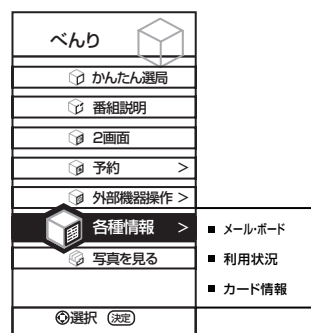 べんり
かんたん選局
番組説明
2画面
予約 >
外部機器操作 >
各種情報 >
メール・ボード
利用状況
カード情報
写真を見る
選択 決定